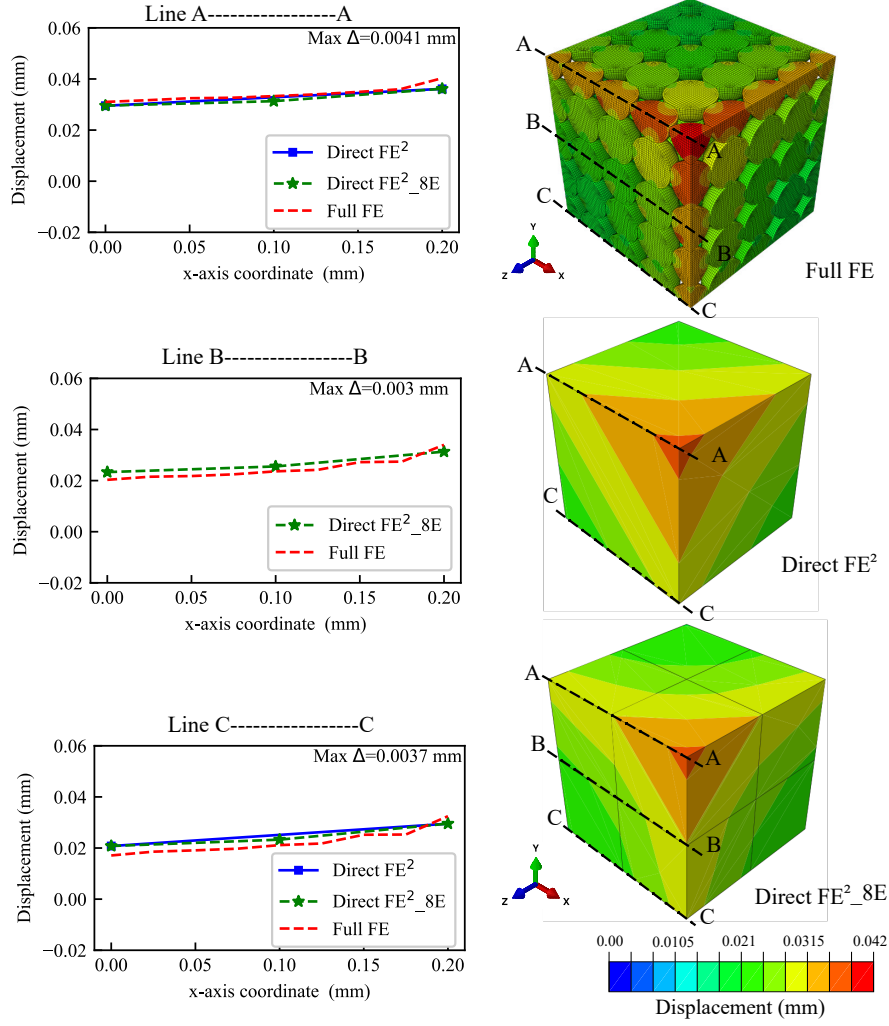 Line A-----------------A
Max Δ=0.0041 mm
0.06
0.04
0.02
0.00
−0.02
Displacement (mm)
Direct FE²
Direct FE²_8E
Full FE
0.00
0.05
0.10
0.15
0.20
x-axis coordinate (mm)
A
B
C
A
B
C
Y
Z
X
Full FE
Line B-----------------B
Max Δ=0.003 mm
0.06
0.04
0.02
0.00
−0.02
Displacement (mm)
Direct FE²_8E
Full FE
0.00
0.05
0.10
0.15
0.20
x-axis coordinate (mm)
A
C
A
C
Direct FE²
Line C-----------------C
Max Δ=0.0037 mm
0.06
0.04
0.02
0.00
−0.02
Displacement (mm)
Direct FE²
Direct FE²_8E
Full FE
0.00
0.05
0.10
0.15
0.20
x-axis coordinate (mm)
A
B
C
A
B
C
Y
Z
X
Direct FE²_8E
0.00
0.0105
0.021
0.0315
0.042
Displacement (mm)